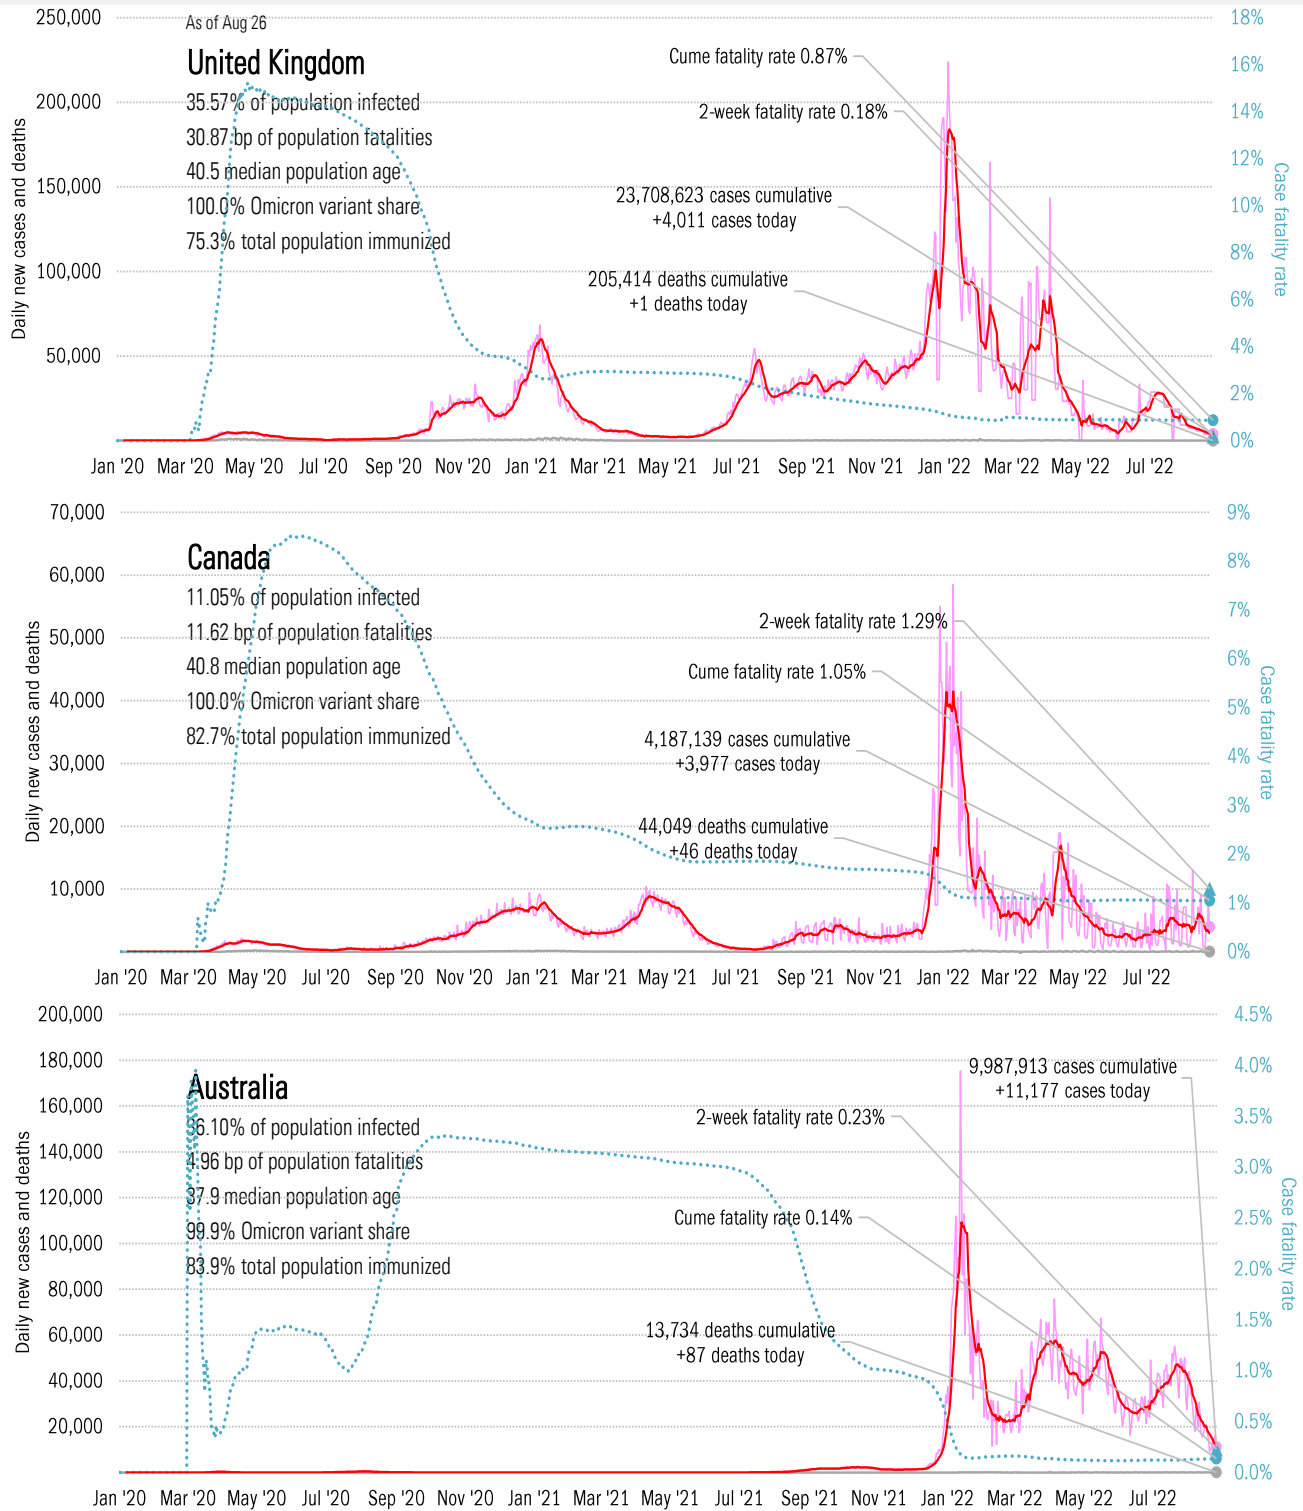 As of Aug 26
United Kingdom
35.57% of population infected
30.87 bp of population fatalities
40.5 median population age
100.0% Omicron variant share
75.3% total population immunized
Cume fatality rate 0.87%
2-week fatality rate 0.18%
23,708,623 cases cumulative
+4,011 cases today
205,414 deaths cumulative
+1 deaths today
Daily new cases and deaths
250,000
200,000
150,000
100,000
50,000
18%
16%
14%
12%
10%
8%
6%
4%
2%
0%
Case fatality rate
Jan '20 Mar '20 May '20 Jul '20 Sep '20 Nov '20 Jan '21 Mar '21 May '21 Jul '21 Sep '21 Nov '21 Jan '22 Mar '22 May '22 Jul '22
Canada
11.05% of population infected
11.62 bp of population fatalities
40.8 median population age
100.0% Omicron variant share
82.7% total population immunized
2-week fatality rate 1.29%
Cume fatality rate 1.05%
4,187,139 cases cumulative
+3,977 cases today
44,049 deaths cumulative
+46 deaths today
Daily new cases and deaths
70,000
60,000
50,000
40,000
30,000
20,000
10,000
9%
8%
7%
6%
5%
4%
3%
2%
1%
0%
Case fatality rate
Jan '20 Mar '20 May '20 Jul '20 Sep '20 Nov '20 Jan '21 Mar '21 May '21 Jul '21 Sep '21 Nov '21 Jan '22 Mar '22 May '22 Jul '22
Australia
36.10% of population infected
4.96 bp of population fatalities
37.9 median population age
99.9% Omicron variant share
83.9% total population immunized
9,987,913 cases cumulative
+11,177 cases today
2-week fatality rate 0.23%
Cume fatality rate 0.14%
13,734 deaths cumulative
+87 deaths today
Daily new cases and deaths
200,000
180,000
160,000
140,000
120,000
100,000
80,000
60,000
40,000
20,000
4.5%
4.0%
3.5%
3.0%
2.5%
2.0%
1.5%
1.0%
0.5%
0.0%
Case fatality rate
Jan '20 Mar '20 May '20 Jul '20 Sep '20 Nov '20 Jan '21 Mar '21 May '21 Jul '21 Sep '21 Nov '21 Jan '22 Mar '22 May '22 Jul '22